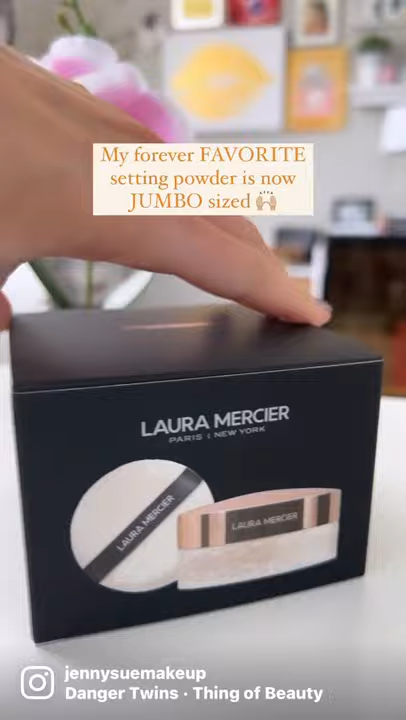 My forever FAVORITE
setting powder is now
JUMBO sized 🙌🏼
LAURA MERCIER
PARIS | NEW YORK
LAURA MERCIER
LAURA MERCIER
jennysuemakeup
Danger Twins · Thing of Beauty